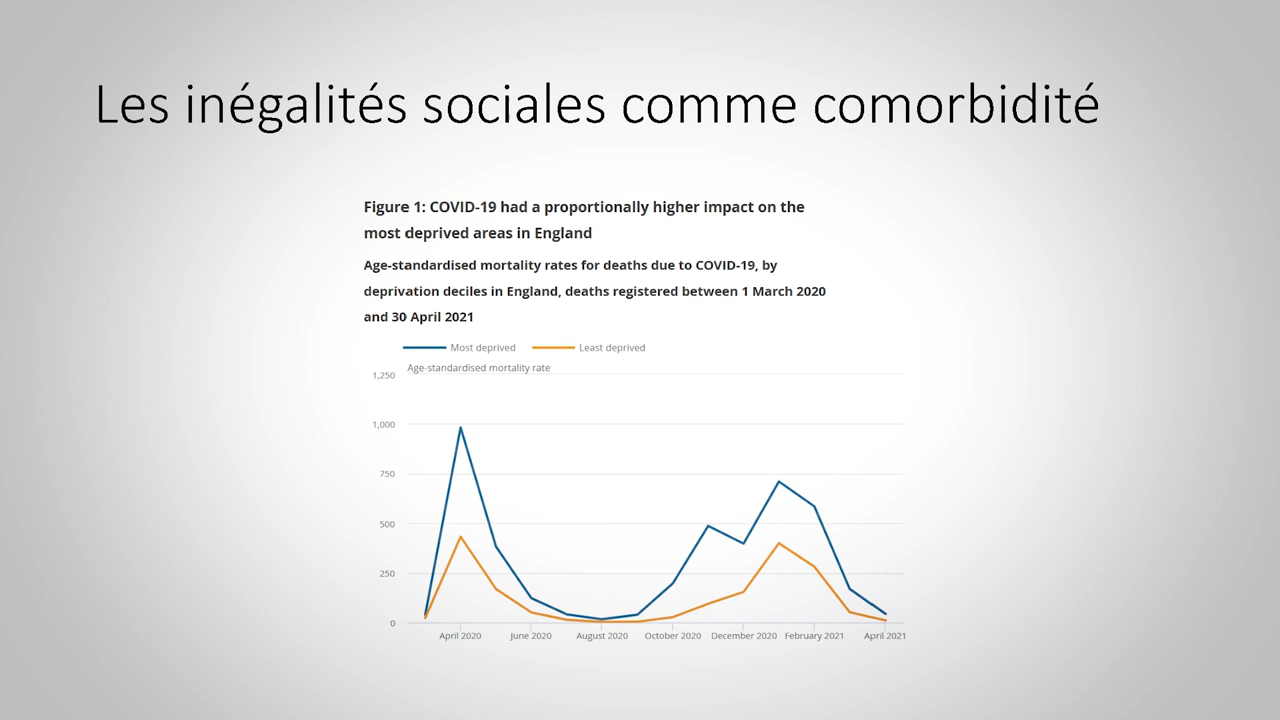 Les inégalités sociales comme comorbidité
Figure 1: COVID-19 had a proportionally higher impact on the
most deprived areas in England
Age-standardised mortality rates for deaths due to COVID-19, by
deprivation deciles in England, deaths registered between 1 March 2020
and 30 April 2021
Most deprived Least deprived
Age-standardised mortality rate
1,250
1,000
750
500
250
0
April 2020 June 2020 August 2020 October 2020 December 2020 February 2021 April 2021